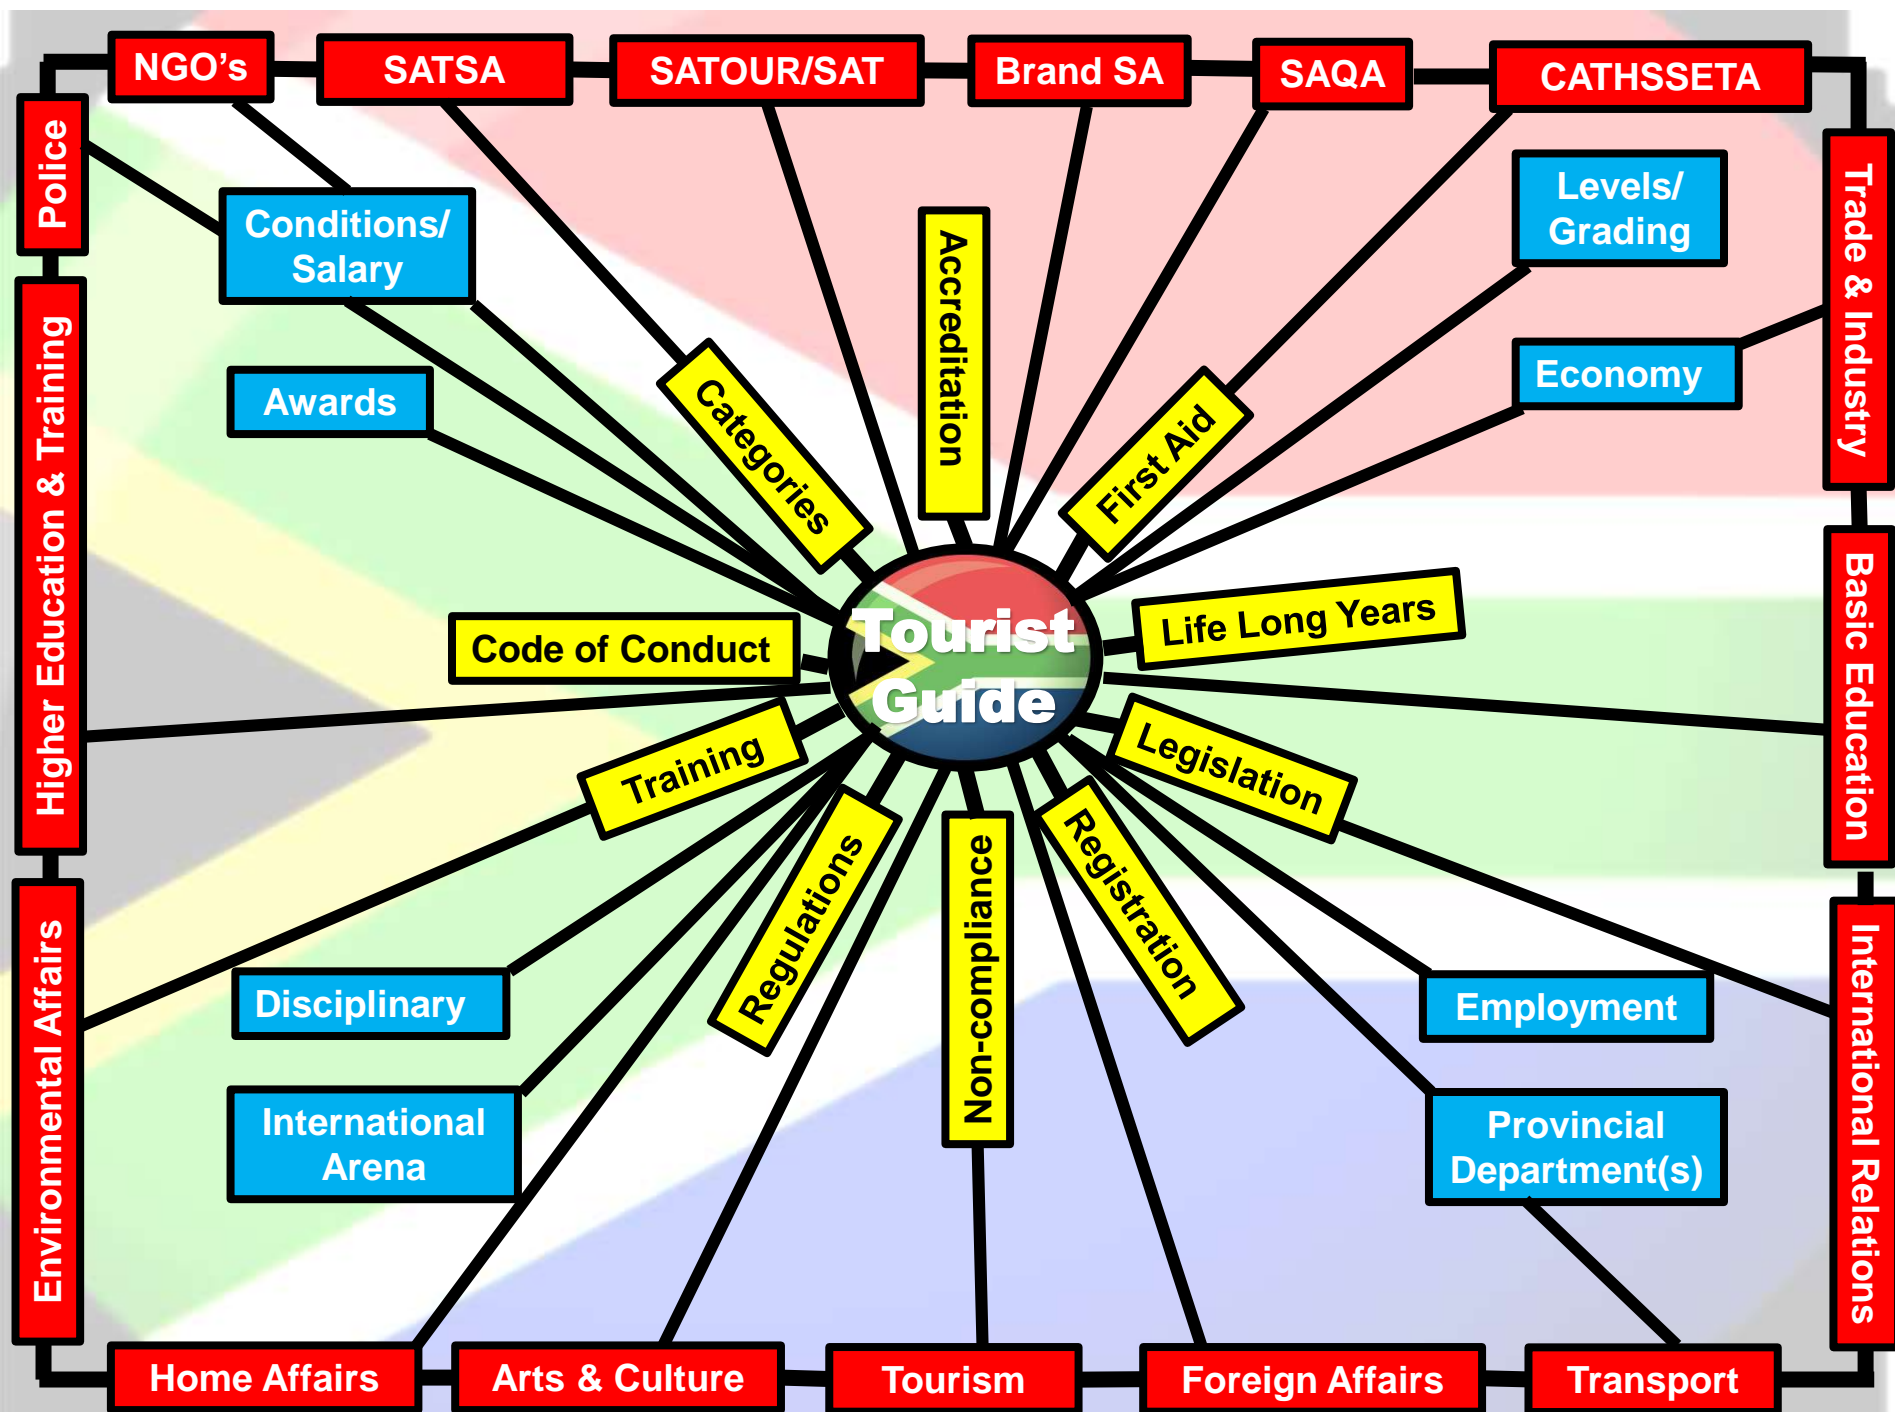 NGO's
SATSA
SATOUR/SAT
Brand SA
SAQA
CATHSSETA
Police
Higher Education & Training
Environmental Affairs
Trade & Industry
Basic Education
International Relations
Conditions/
Salary
Awards
Levels/
Grading
Economy
Categories
Accreditation
First Aid
Code of Conduct
Tourist
Guide
Life Long Years
Training
Legislation
Regulations
Non-compliance
Registration
Disciplinary
International
Arena
Employment
Provincial
Department(s)
Home Affairs
Arts & Culture
Tourism
Foreign Affairs
Transport